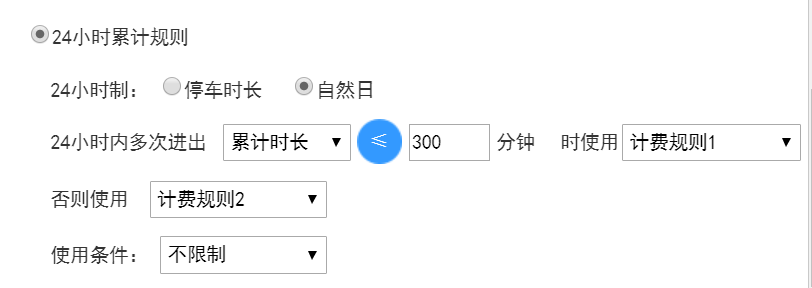 24小时累计规则
24小时制： 停车时长 自然日
24小时内多次进出 累计时长 ≤ 300 分钟 时使用 计费规则1
否则使用 计费规则2
使用条件： 不限制